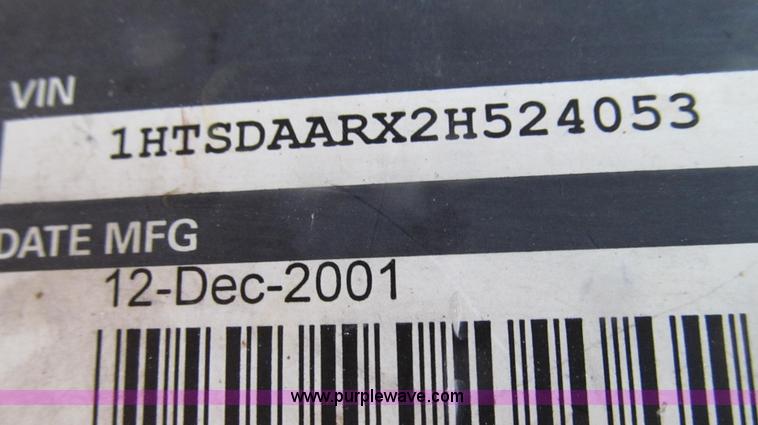 VIN
1HTSDAARX2H524053
DATE MFG
12-Dec-2001
www.purplewave.com